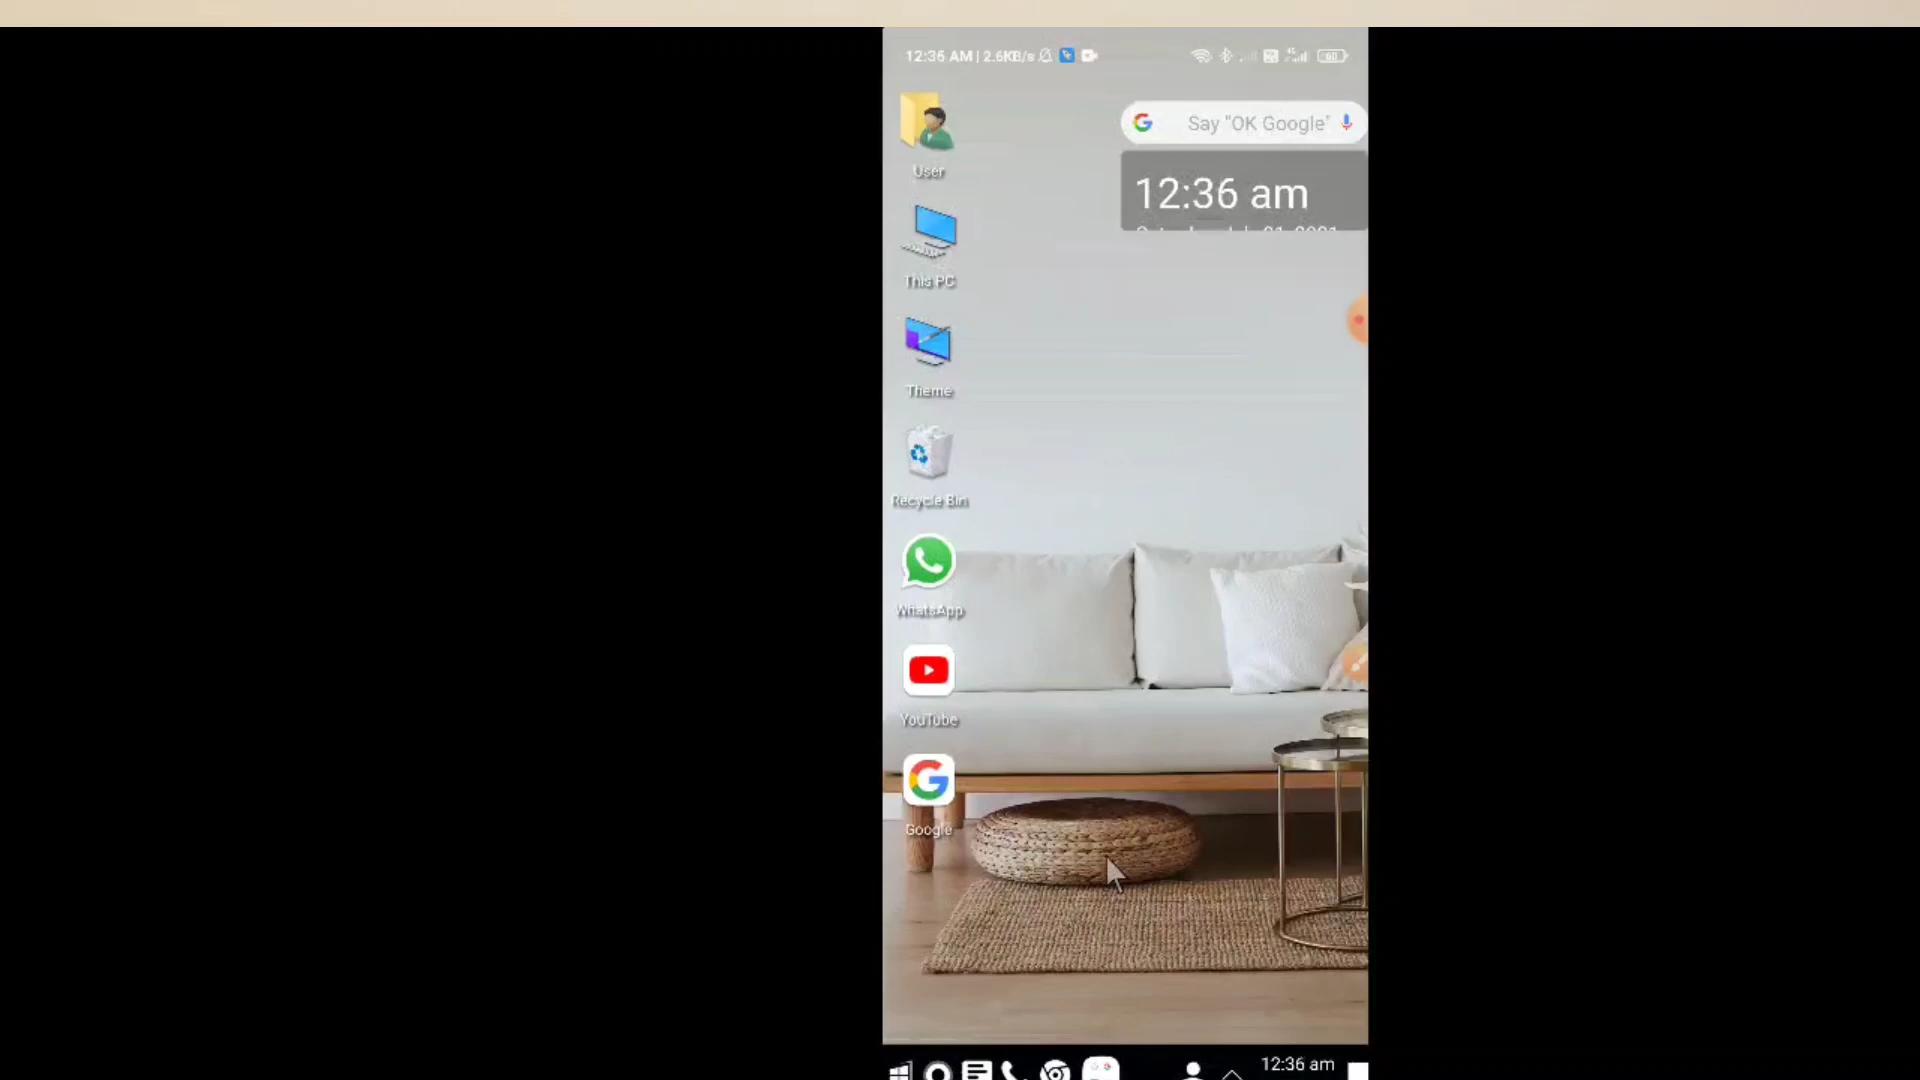 12:36 AM | 2.6KB/s
60
Say "OK Google"
12:36 am
User
This PC
Theme
Recycle Bin
WhatsApp
YouTube
Google
12:36 am